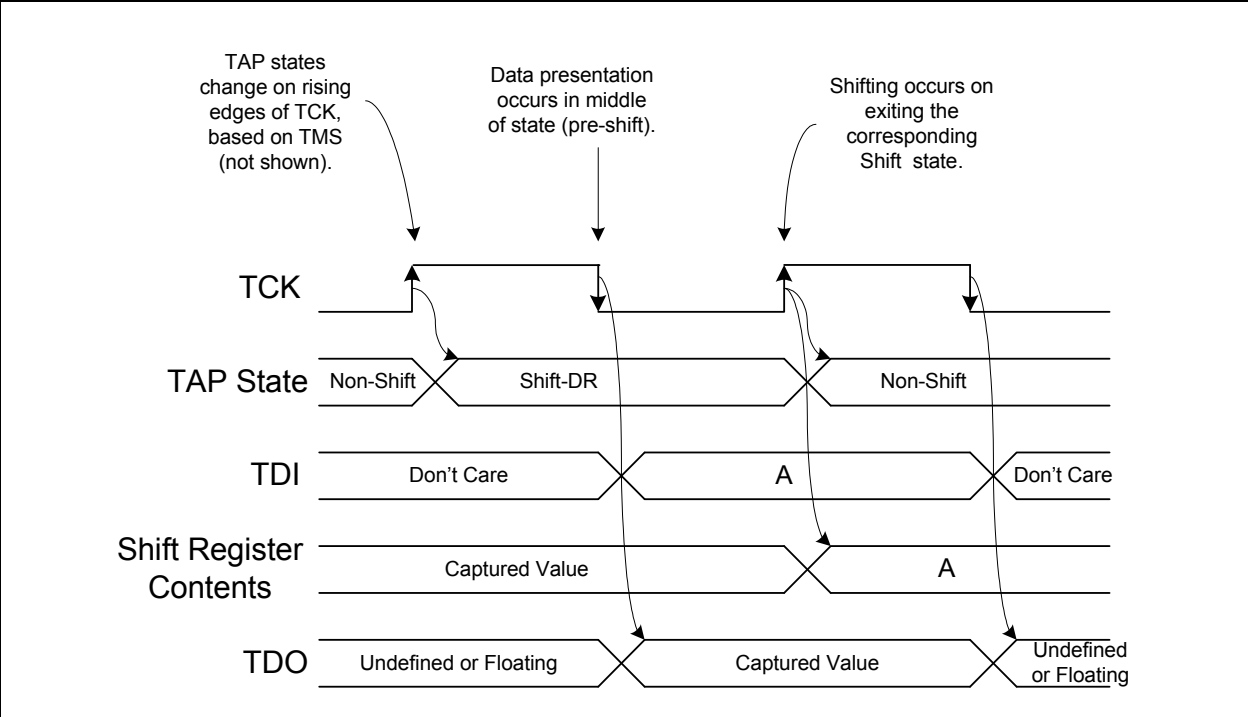 TAP states
change on rising
edges of TCK,
based on TMS
(not shown).
Data presentation
occurs in middle
of state (pre-shift).
Shifting occurs on
exiting the
corresponding
Shift state.
TCK
TAP State
Non-Shift
Shift-DR
Non-Shift
TDI
Don't Care
A
Don't Care
Shift Register
Contents
Captured Value
A
TDO
Undefined or Floating
Captured Value
Undefined
or Floating